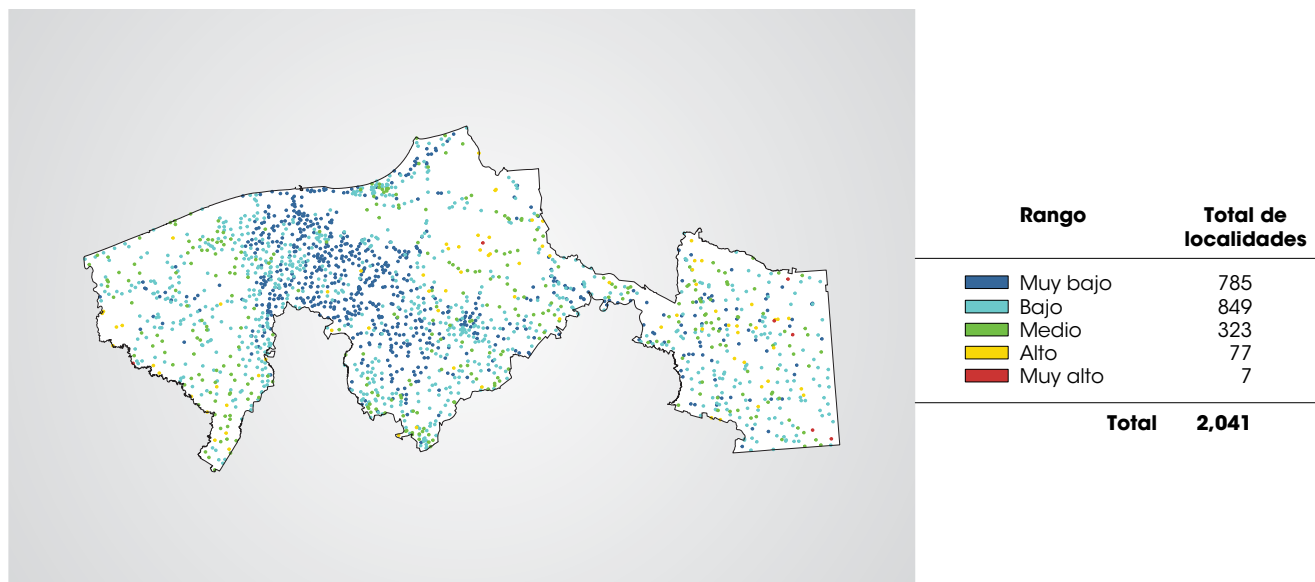 Rango Total de
localidades
Muy bajo 785
Bajo 849
Medio 323
Alto 77
Muy alto 7
Total 2,041